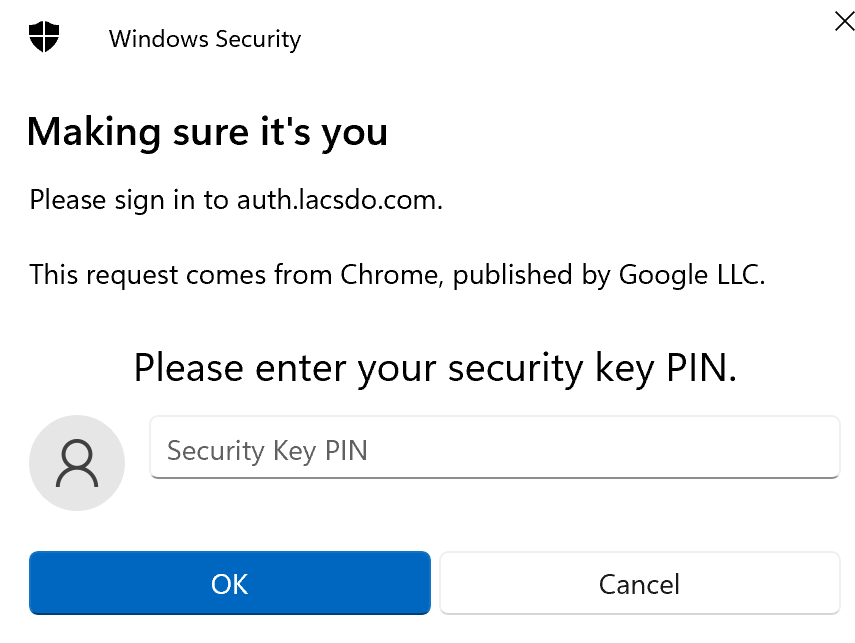 Windows Security
Making sure it's you
Please sign in to auth.lacsdo.com.
This request comes from Chrome, published by Google LLC.
Please enter your security key PIN.
Security Key PIN
OK
Cancel